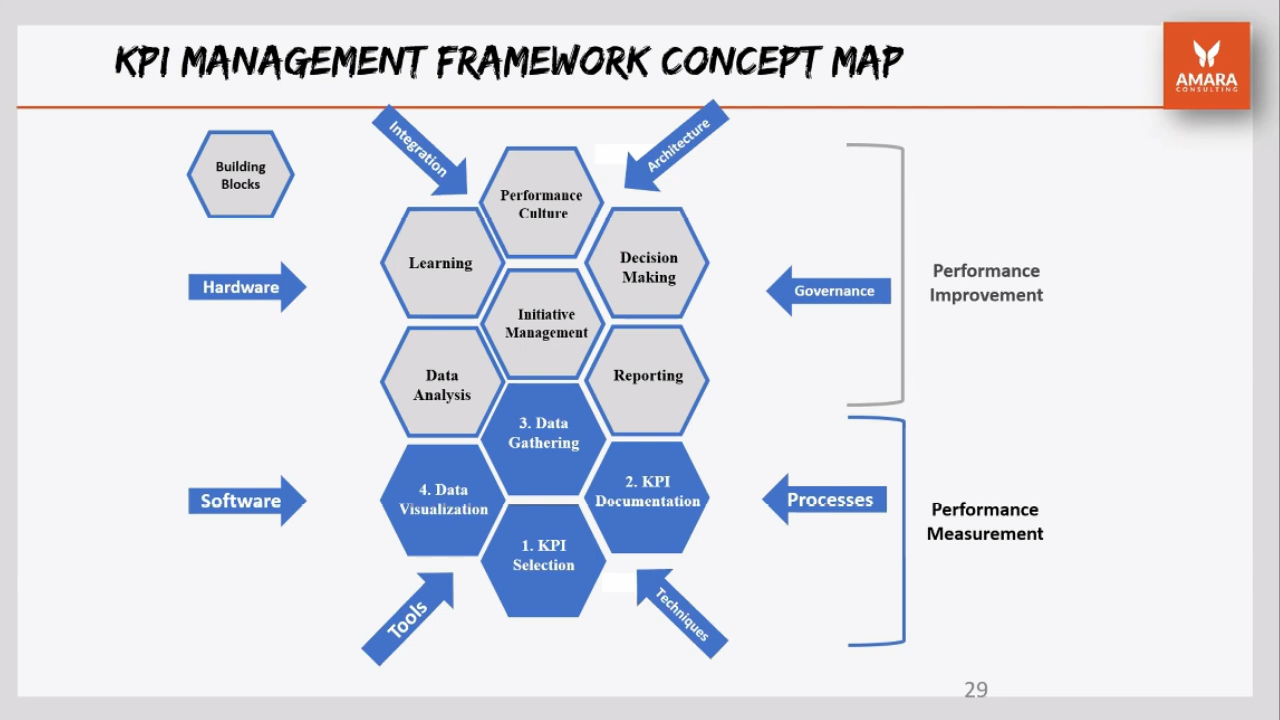 KPI MANAGEMENT FRAMEWORK CONCEPT MAP
AMARA
CONSULTING
Integration
Architecture
Building
Blocks
Performance
Culture
Learning
Decision
Making
Hardware
Governance
Performance
Improvement
Initiative
Management
Data
Analysis
Reporting
3. Data
Gathering
4. Data
Visualization
2. KPI
Documentation
Software
Processes
Performance
Measurement
1. KPI
Selection
Tools
Techniques
29